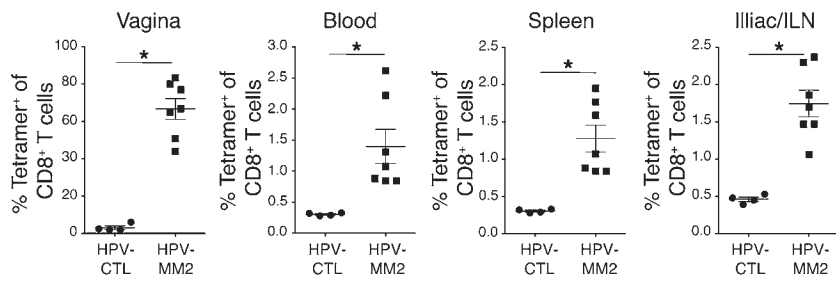 Vagina
% Tetramer+ of
CD8+ T cells
100
80
60
30
0
*
HPV-
CTL
HPV-
MM2
Blood
% Tetramer+ of
CD8+ T cells
3.0
2.5
2.0
1.5
1.0
0.5
0.0
*
HPV-
CTL
HPV-
MM2
Spleen
% Tetramer+ of
CD8+ T cells
2.5
2.0
1.5
1.0
0.5
0.0
*
HPV-
CTL
HPV-
MM2
Illiac/ILN
% Tetramer+ of
CD8+ T cells
2.5
2.0
1.5
1.0
0.5
0.0
*
HPV-
CTL
HPV-
MM2